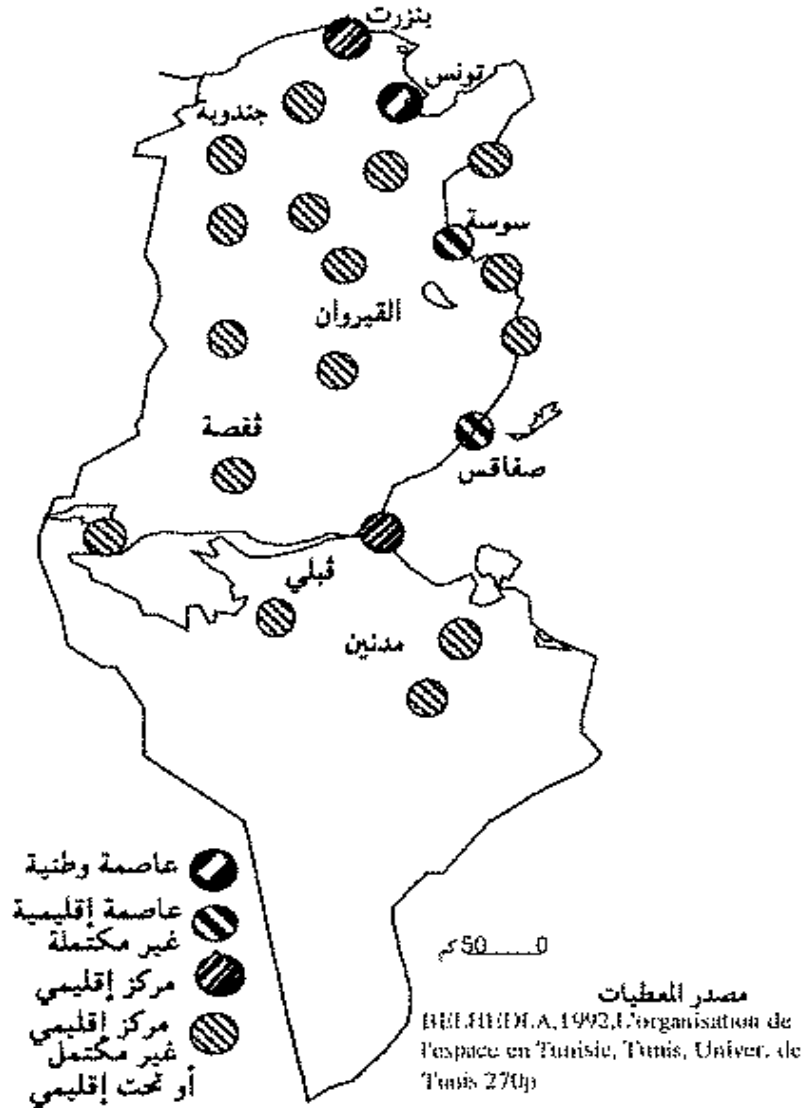 بنزرت
تونس
جندوبة
سوسة
القيروان
ڨفصة
صفاقس
ڨبلي
مدنين
عاصمة وطنية
عاصمة إقليمية
غير مكتملة
مركز إقليمي
مركز إقليمي
غير مكتمل
أو تحت إقليمي
50 كم 0
مصدر المعطيات
BELHEDI.A,1992,L'organisation de
l'espace en Tunisie, Tunis, Univer. de
Tunis 270p